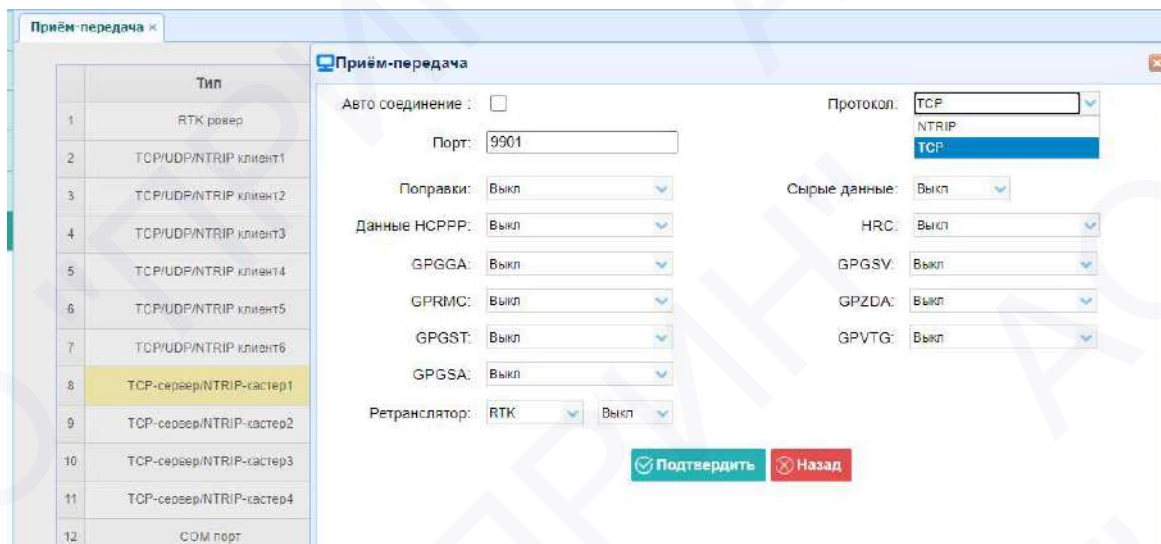 Приём-передача ×
Тип
1 RTK ровер
2 TCP/UDP/NTRIP клиент1
3 TCP/UDP/NTRIP клиент2
4 TCP/UDP/NTRIP клиент3
5 TCP/UDP/NTRIP клиент4
6 TCP/UDP/NTRIP клиент5
7 TCP/UDP/NTRIP клиент6
8 TCP-сервер/NTRIP-кастер1
9 TCP-сервер/NTRIP-кастер2
10 TCP-сервер/NTRIP-кастер3
11 TCP-сервер/NTRIP-кастер4
12 COM порт
Приём-передача
Авто соединение :
Протокол: TCP
NTRIP
TCP
Порт: 9901
Поправки: Выкл
Сырые данные: Выкл
Данные HCPPP: Выкл
HRC: Выкл
GPGGA: Выкл
GPGSV: Выкл
GPRMC: Выкл
GPZDA: Выкл
GPGST: Выкл
GPVTG: Выкл
GPGSA: Выкл
Ретранслятор: RTK Выкл
Подтвердить
Назад
АО "ПРИН"